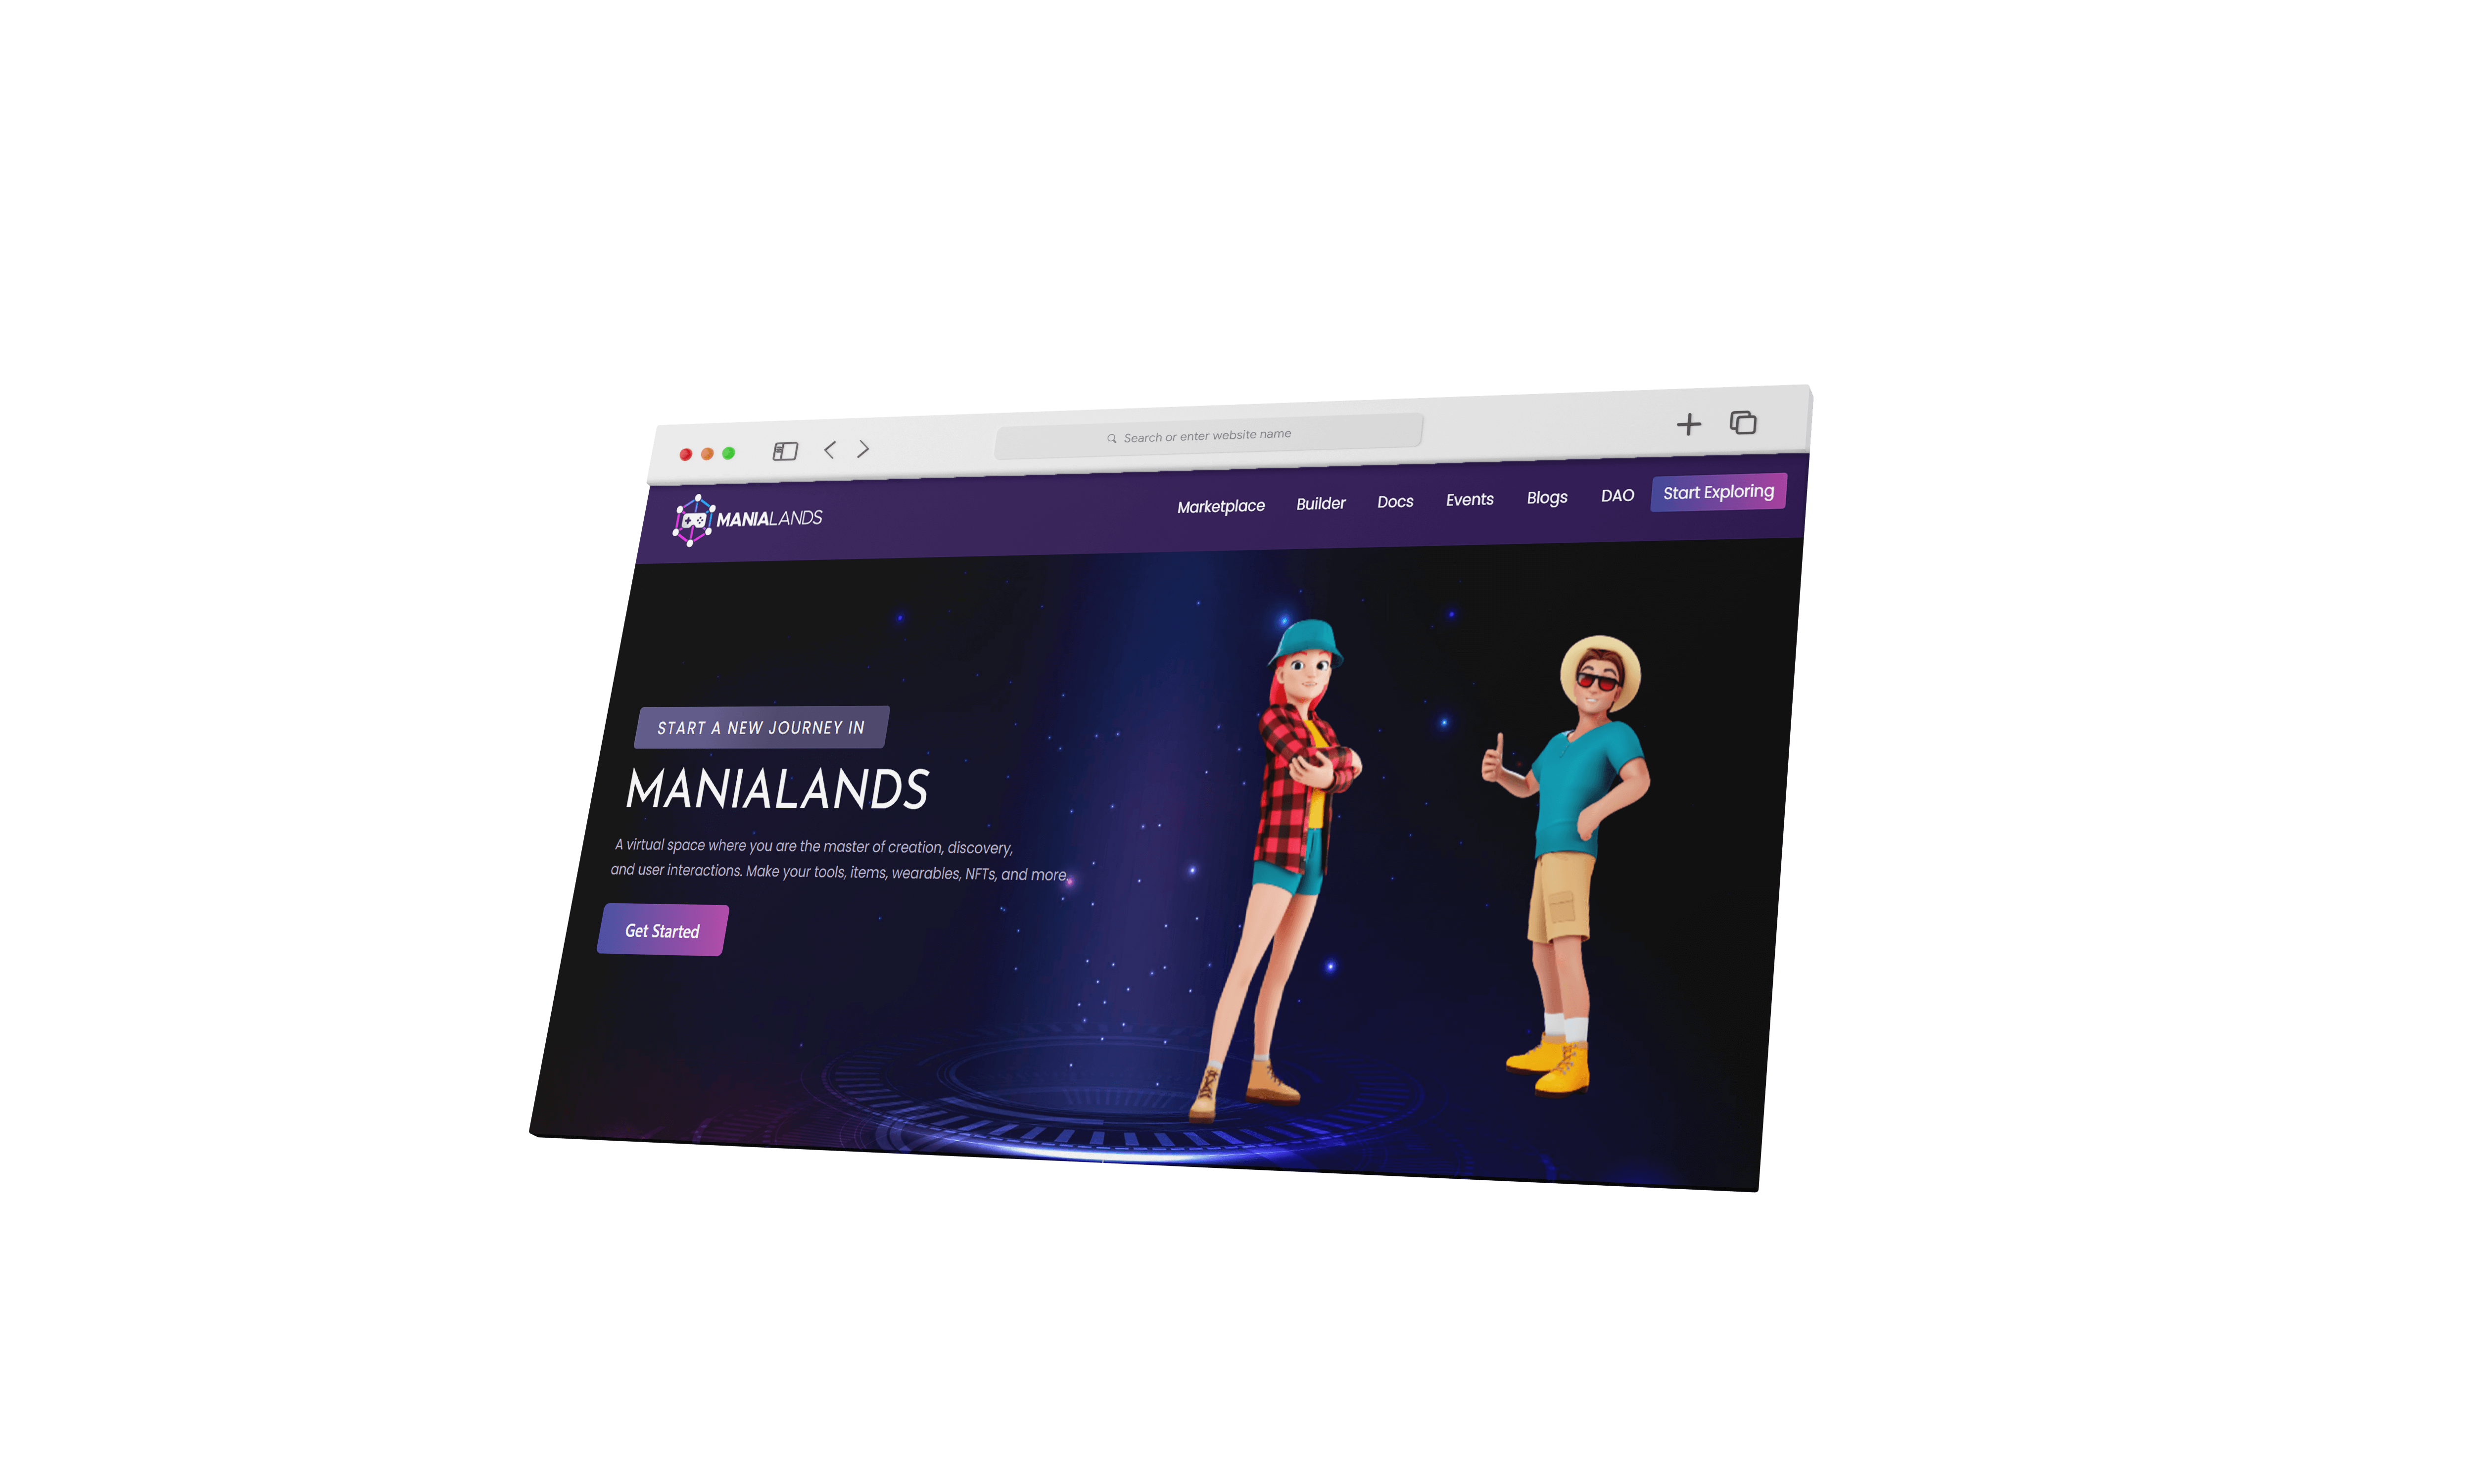 Search or enter website name
MANIALANDS
Marketplace Builder Docs Events Blogs DAO Start Exploring
START A NEW JOURNEY IN
MANIALANDS
A virtual space where you are the master of creation, discovery,
and user interactions. Make your tools, items, wearables, NFTs, and more.
Get Started